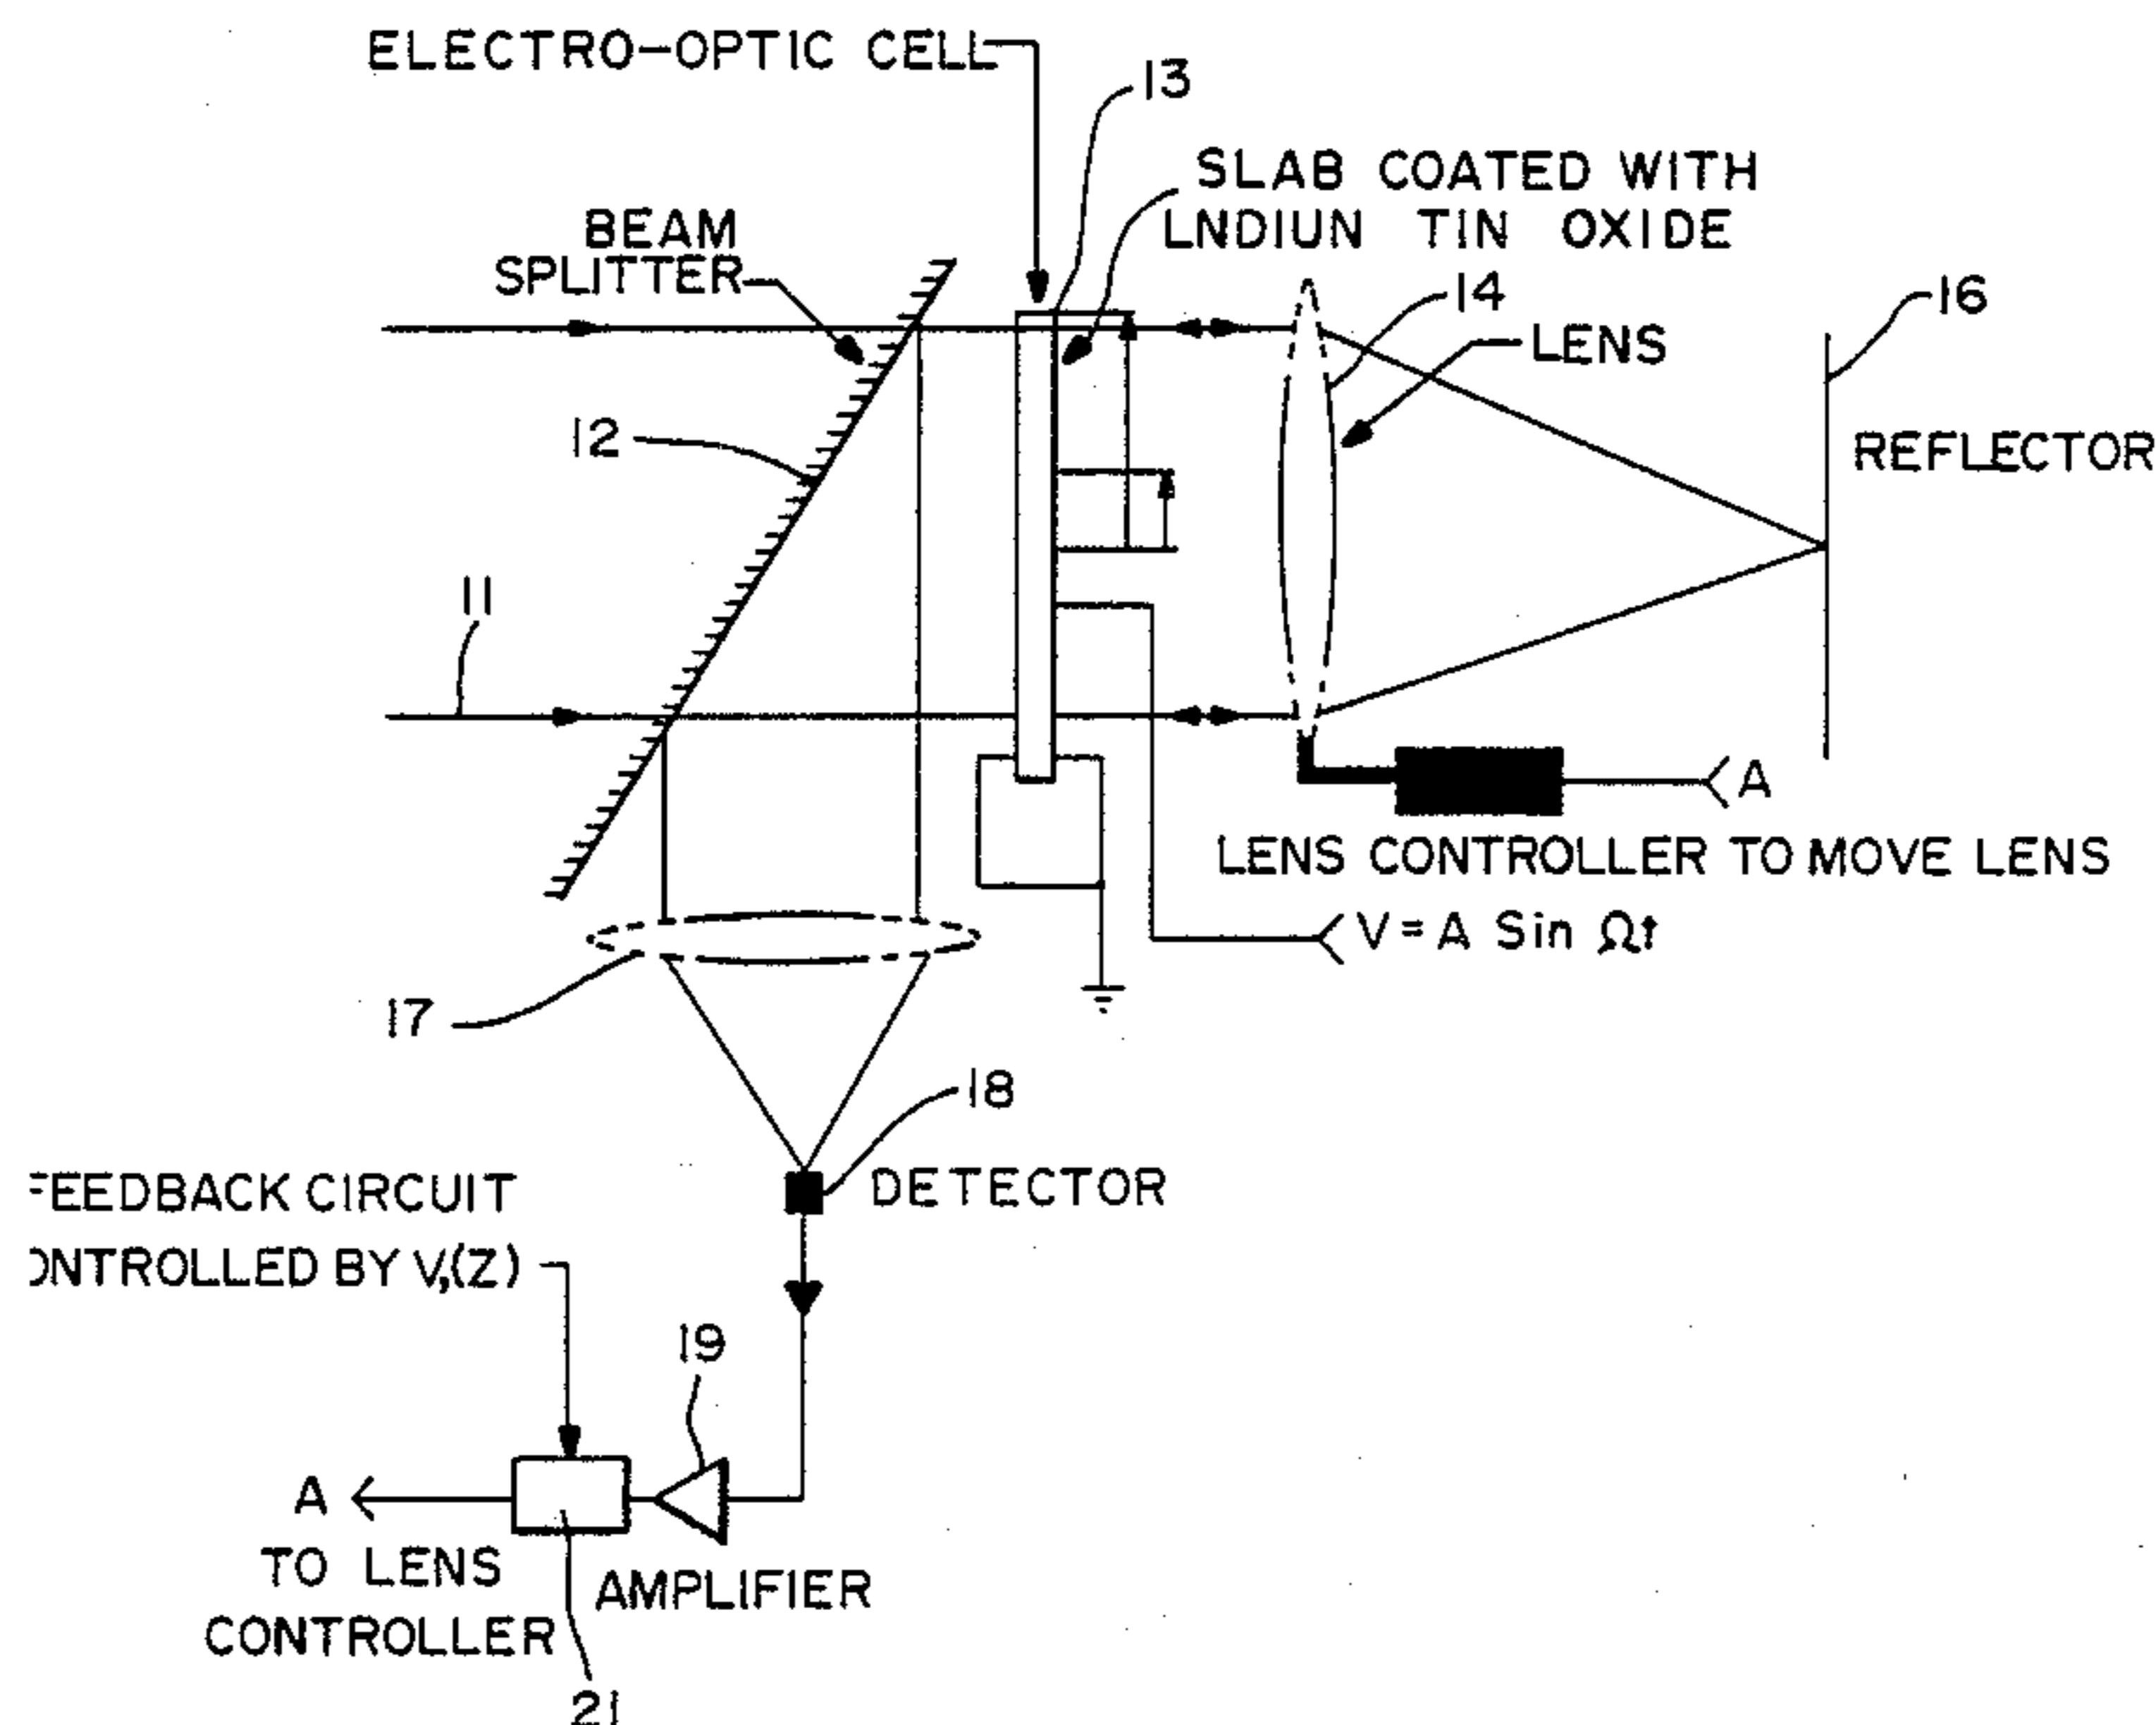 ELECTRO-OPTIC CELL
13
SLAB COATED WITH
LNDIUN TIN OXIDE
BEAM
SPLITTER
14
16
LENS
12
REFLECTOR
11
A
LENS CONTROLLER TO MOVE LENS
V = A Sin Ωt
17
18
DETECTOR
FEEDBACK CIRCUIT
ONTROLLED BY V,(Z)
19
A
TO LENS
CONTROLLER
AMPLIFIER
21